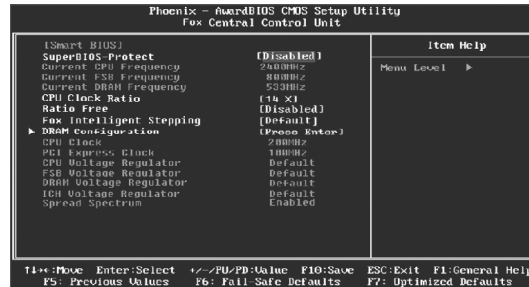 Phoenix - AwardBIOS CMOS Setup Utility
Fox Central Control Unit
[Smart BIOS]
SuperBIOS-Protect [Disabled]
Current CPU Frequency 2400MHz
Current FSB Frequency 800MHz
Current DRAM Frequency 533MHz
CPU Clock Ratio [14 X]
Ratio Free [Disabled]
Fox Intelligent Stepping [Default]
▶ DRAM Configuration [Press Enter]
CPU Clock 200MHz
PCI Express Clock 100MHz
CPU Voltage Regulator Default
FSB Voltage Regulator Default
DRAM Voltage Regulator Default
ICH Voltage Regulator Default
Spread Spectrum Enabled
Item Help
Menu Level ▶
↑↓→←:Move Enter:Select +/-/PU/PD:Value F10:Save ESC:Exit F1:General Help
F5: Previous Values F6: Fail-Safe Defaults F7: Optimized Defaults